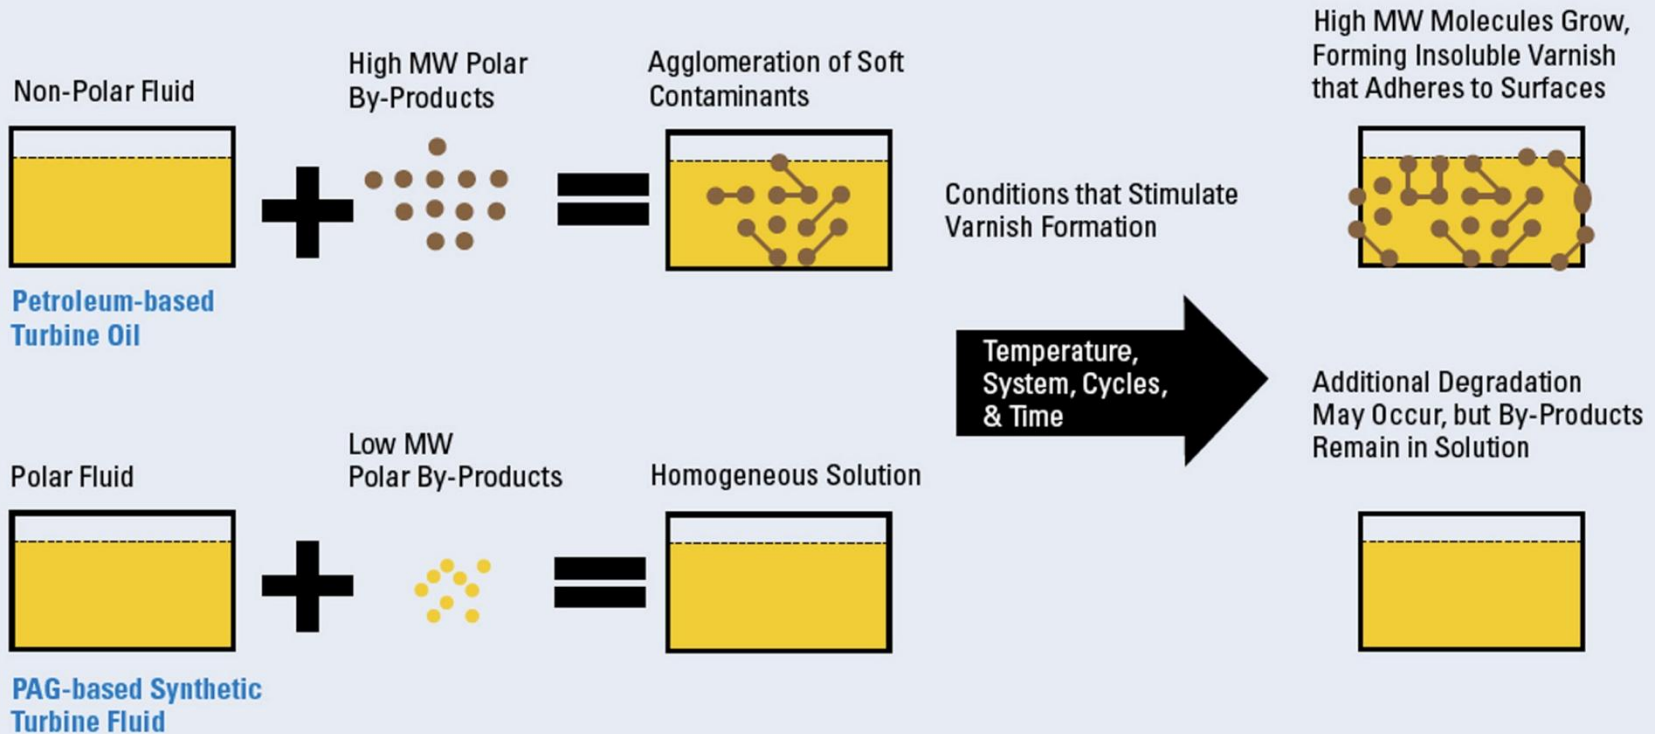 Non-Polar Fluid
High MW Polar
By-Products
Agglomeration of Soft
Contaminants
High MW Molecules Grow,
Forming Insoluble Varnish
that Adheres to Surfaces
Petroleum-based
Turbine Oil
Conditions that Stimulate
Varnish Formation
Temperature,
System, Cycles,
& Time
Polar Fluid
Low MW
Polar By-Products
Homogeneous Solution
Additional Degradation
May Occur, but By-Products
Remain in Solution
PAG-based Synthetic
Turbine Fluid